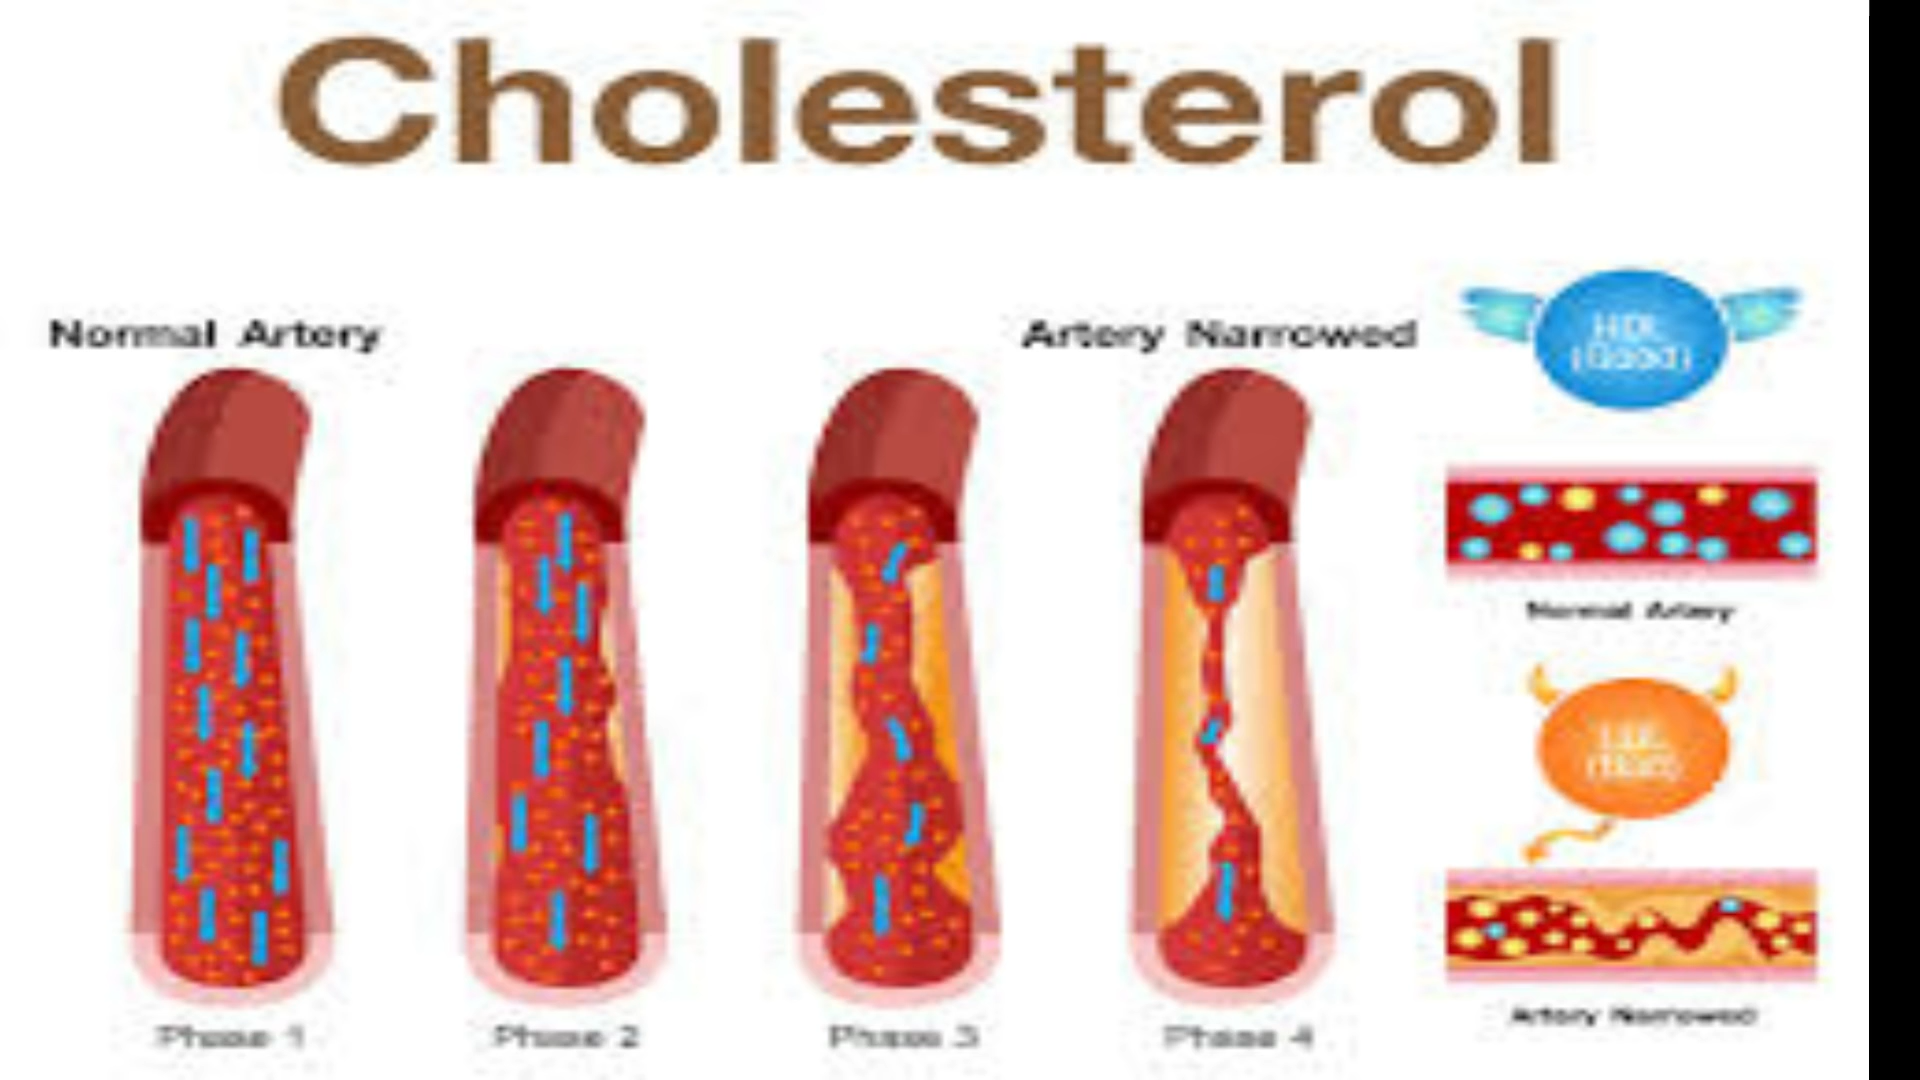 Cholesterol
Normal Artery
Artery Narrowed
HDL
(Good)
Normal Artery
LDL
(Bad)
Artery Narrowed
Phase 1
Phase 2
Phase 3
Phase 4